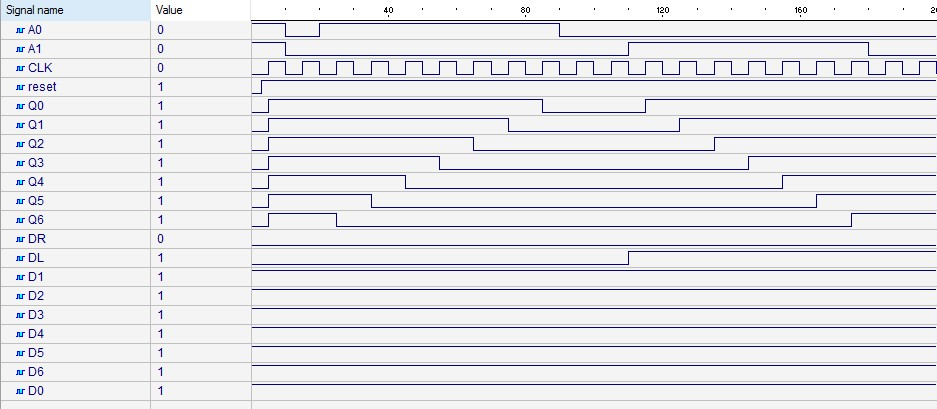 Signal name Value 40 80 120 160
A0 0
A1 0
CLK 0
reset 1
Q0 1
Q1 1
Q2 1
Q3 1
Q4 1
Q5 1
Q6 1
DR 0
DL 1
D1 1
D2 1
D3 1
D4 1
D5 1
D6 1
D0 1